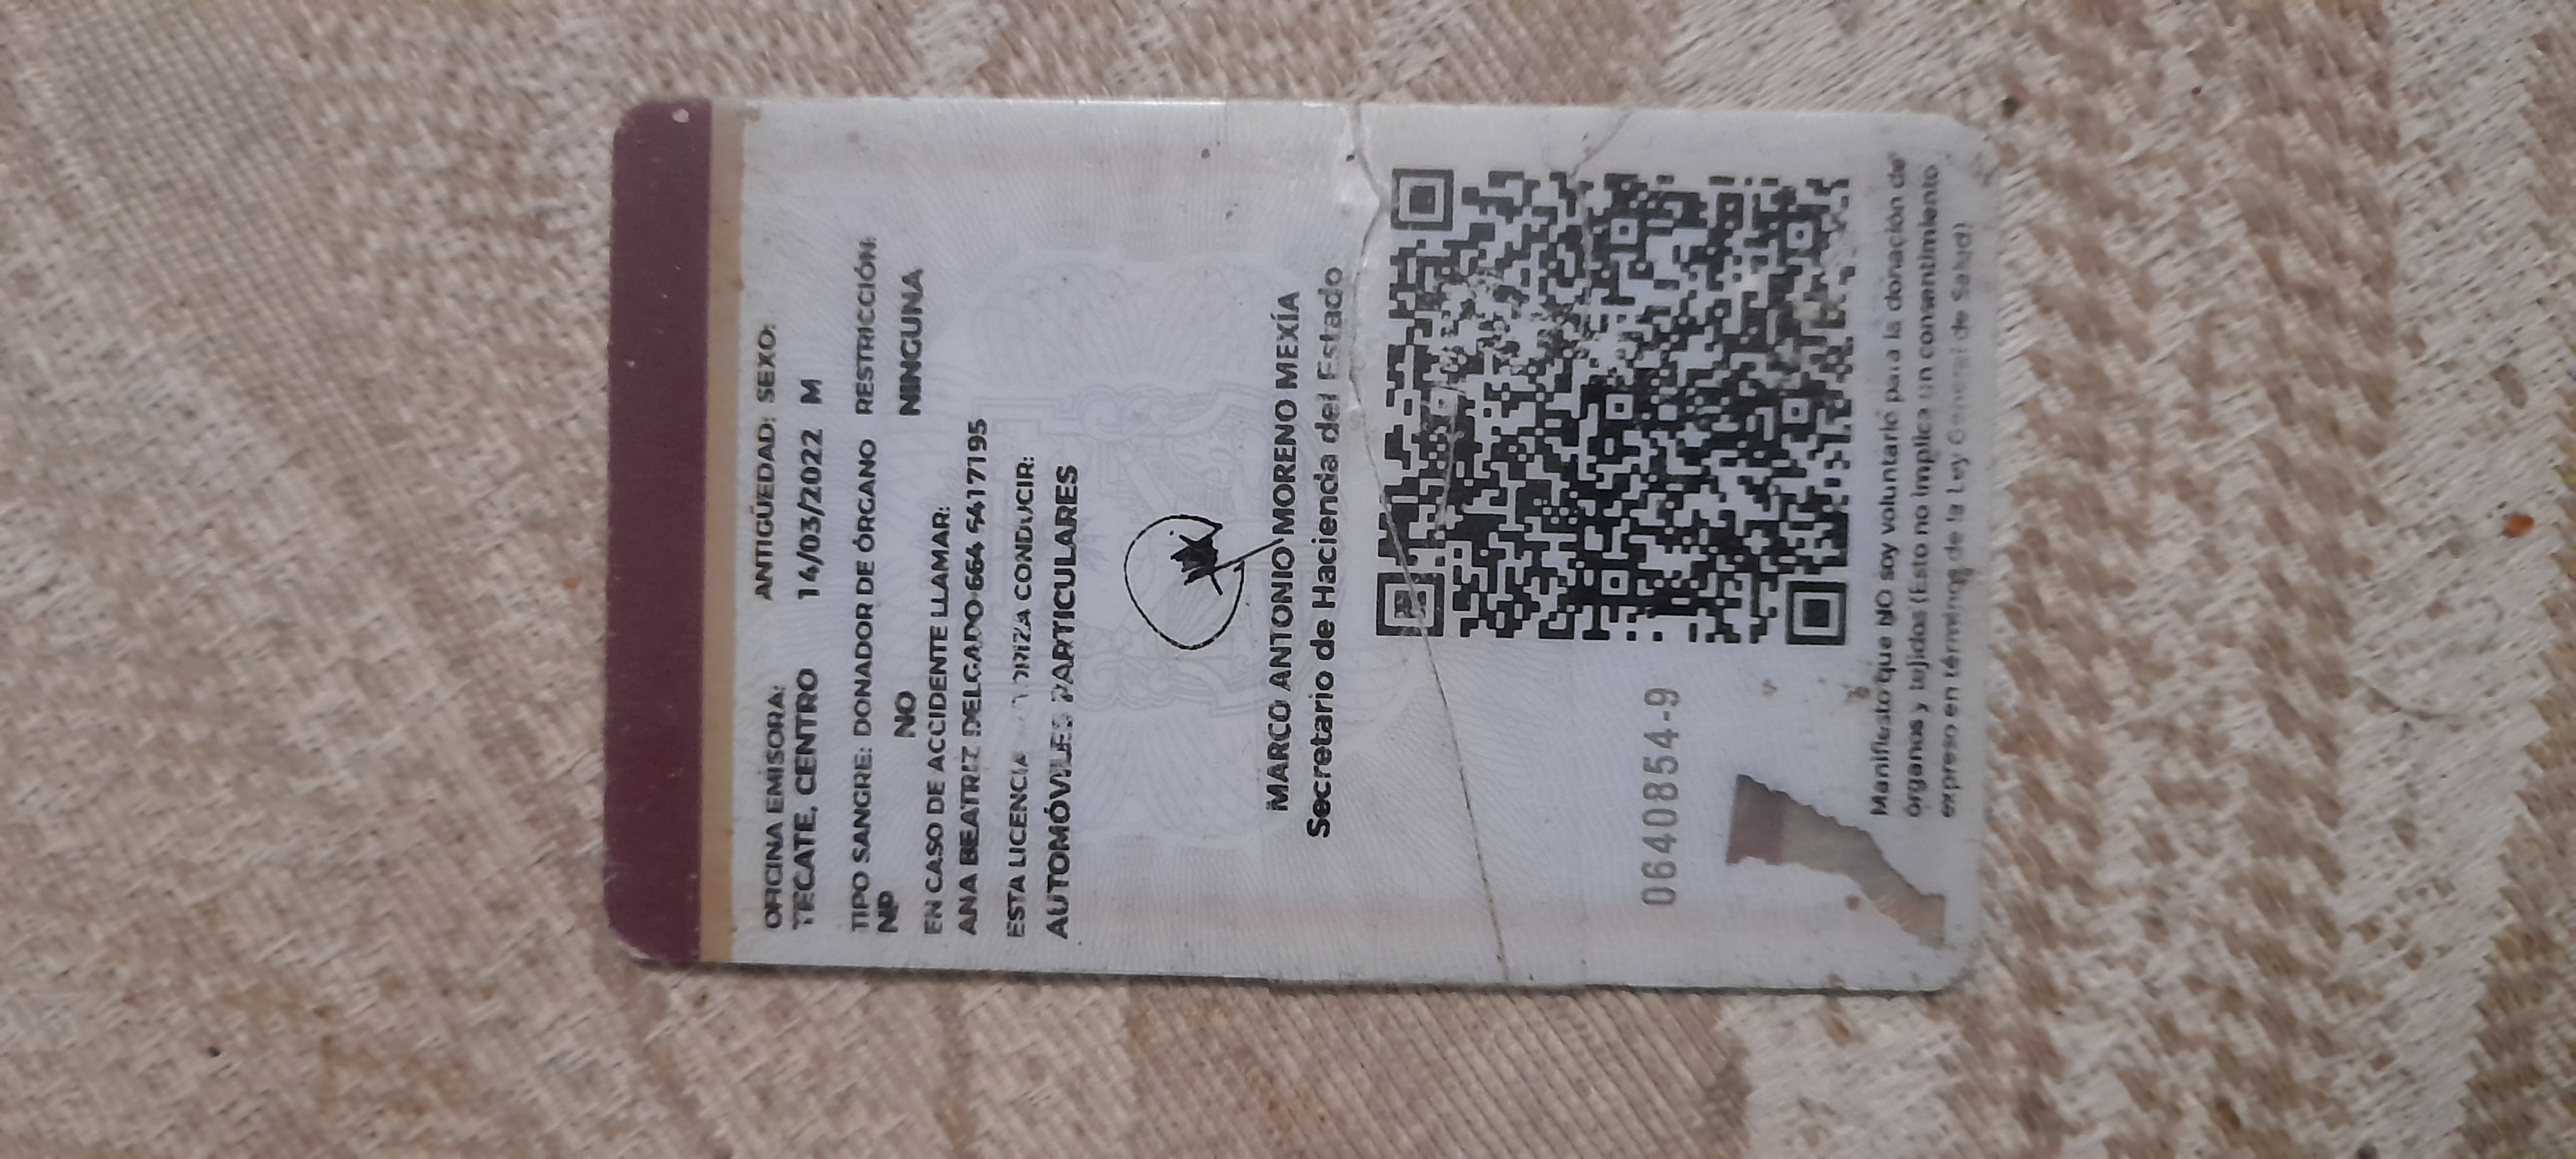 OFICINA EMISORA: ANTIGÜEDAD: SEXO:
TECATE, CENTRO 14/03/2022 M
TIPO SANGRE: DONADOR DE ÓRGANO RESTRICCIÓN:
NP NO NINGUNA
EN CASO DE ACCIDENTE LLAMAR:
ANA BEATRIZ DELGADO 664 5417195
ESTA LICENCIA CONDUCIR:
AUTOMÓVILES PARTICULARES
MARCO ANTONIO MORENO MEXÍA
Secretario de Hacienda del Estado
0640854-9
Manifiesto que NO soy voluntario para la donación de
órganos y tejidos (Esto no implica un consentimiento
expreso en términos de la Ley General de Salud)